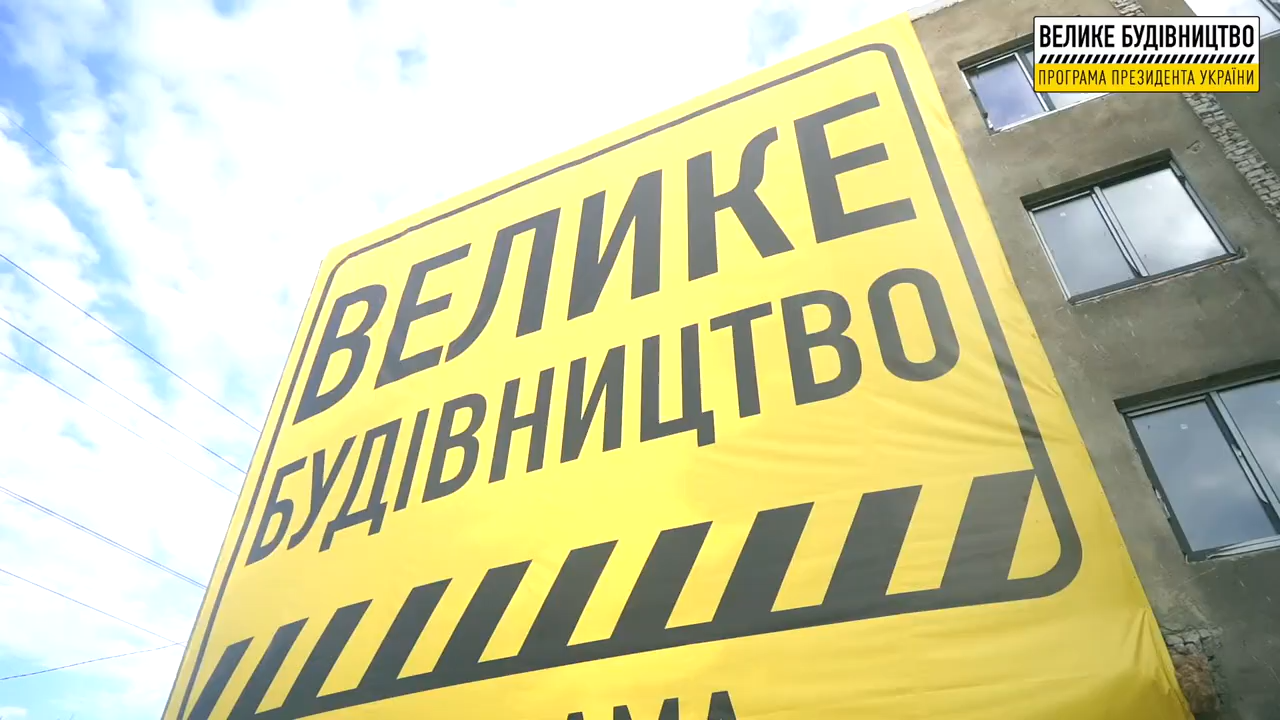 ВЕЛИКЕ БУДІВНИЦТВО
ПРОГРАМА ПРЕЗИДЕНТА УКРАЇНИ
ВЕЛИКЕ
БУДІВНИЦТВО